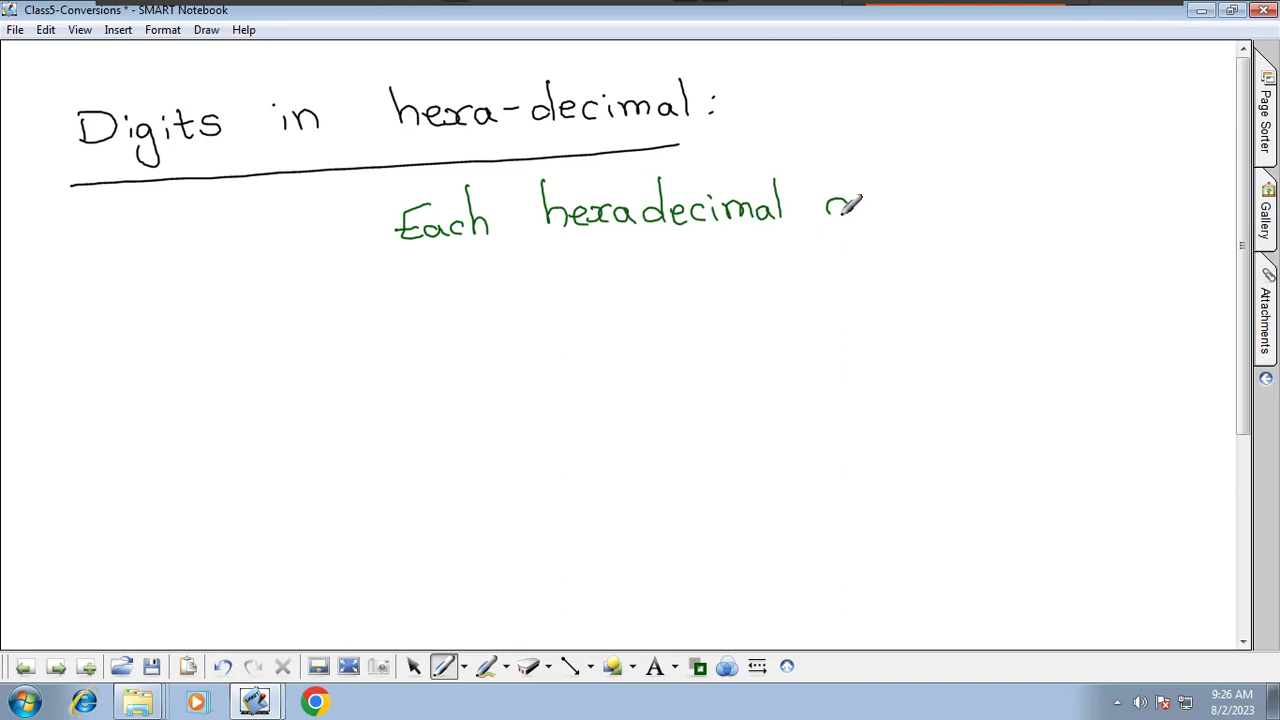 Class5-Conversions * - SMART Notebook
File Edit View Insert Format Draw Help
Digits in hexa-decimal:
Each hexadecimal
Page Sorter
Gallery
Attachments
9:26 AM
8/2/2023